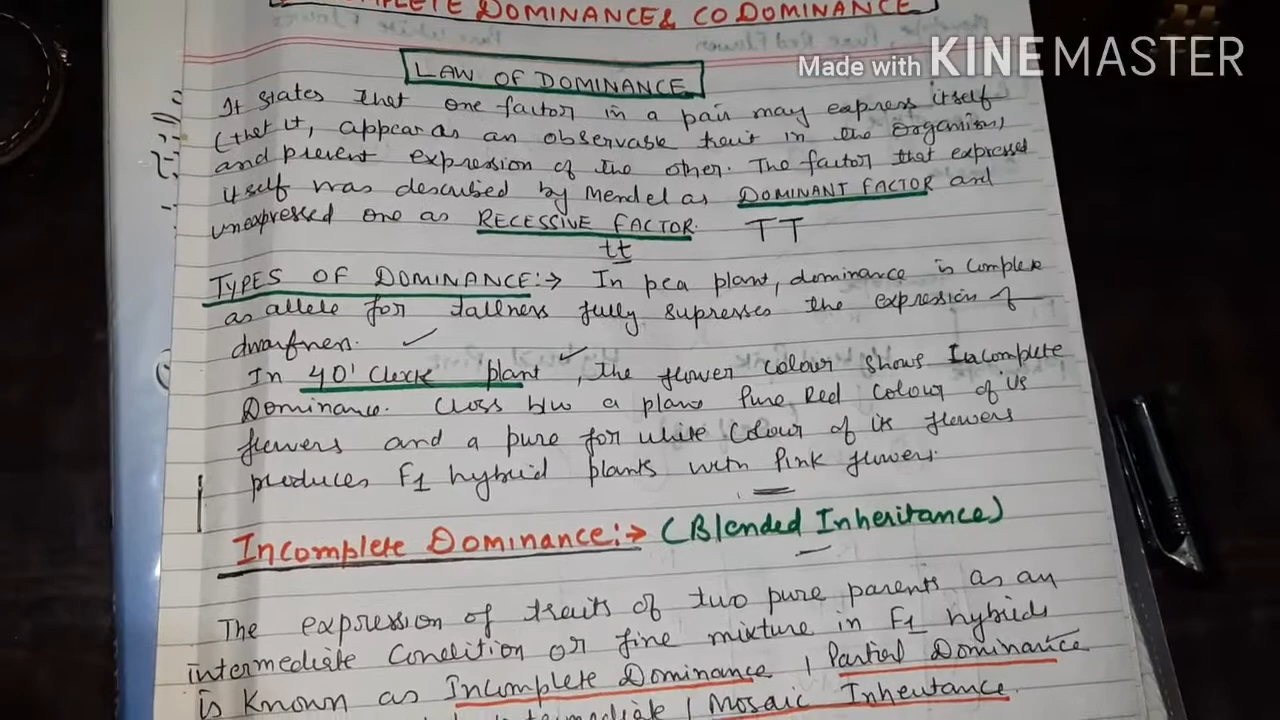 COMPLETE DOMINANCE & CO DOMINANCE
Made with KINEMASTER
LAW OF DOMINANCE
It states that one factor in a pair may express itself
(that it, appear as an observable trait in the organism)
and prevent expression of the other. The factor that expressed
itself was described by Mendel as DOMINANT FACTOR and
unexpressed one as RECESSIVE FACTOR. TT
tt
TYPES OF DOMINANCE:→ In pea plant, dominance is complete
as allele for tallness fully supresses the expression of
dwarfness.
In 4O'Clock plant, the flower colour shows Incomplete
Dominance. Cross b/w a plant Pure Red Colour of its
flowers and a pure for white Colour of its flowers
produces F1 hybrid plants with Pink flowers.
Incomplete Dominance:→ (Blended Inheritance)
The expression of traits of two pure parents as an
intermediate Condition or fine mixture in F1 hybrids
is known as Incomplete Dominance / Partial Dominance
/ Mosaic Inheritance